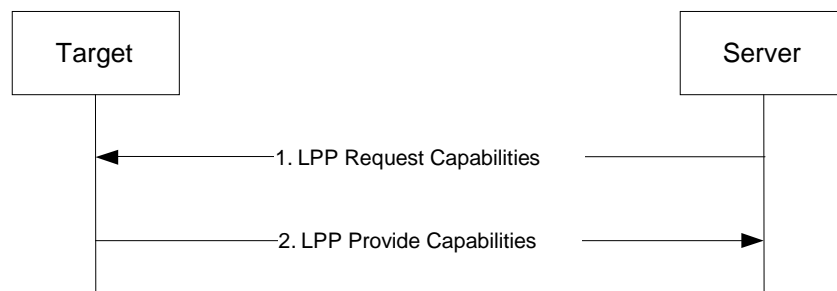 Target
Server
1. LPP Request Capabilities
2. LPP Provide Capabilities